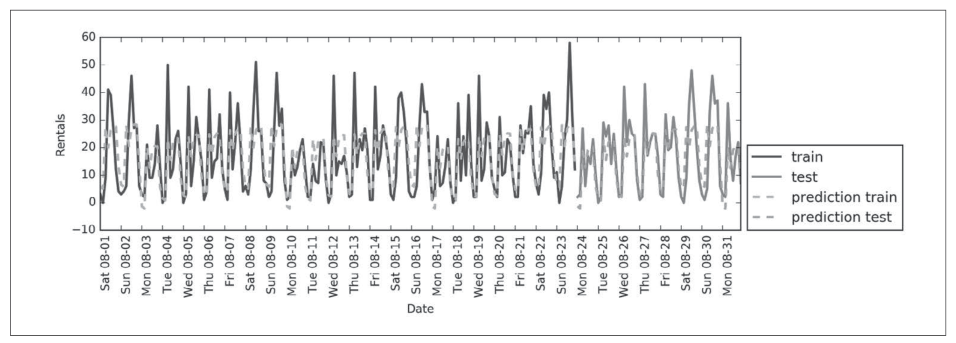 60
50
40
30
20
10
0
−10
Rentals
Sat 08-01
Sun 08-02
Mon 08-03
Tue 08-04
Wed 08-05
Thu 08-06
Fri 08-07
Sat 08-08
Sun 08-09
Mon 08-10
Tue 08-11
Wed 08-12
Thu 08-13
Fri 08-14
Sat 08-15
Sun 08-16
Mon 08-17
Tue 08-18
Wed 08-19
Thu 08-20
Fri 08-21
Sat 08-22
Sun 08-23
Mon 08-24
Tue 08-25
Wed 08-26
Thu 08-27
Fri 08-28
Sat 08-29
Sun 08-30
Mon 08-31
Date
train
test
prediction train
prediction test